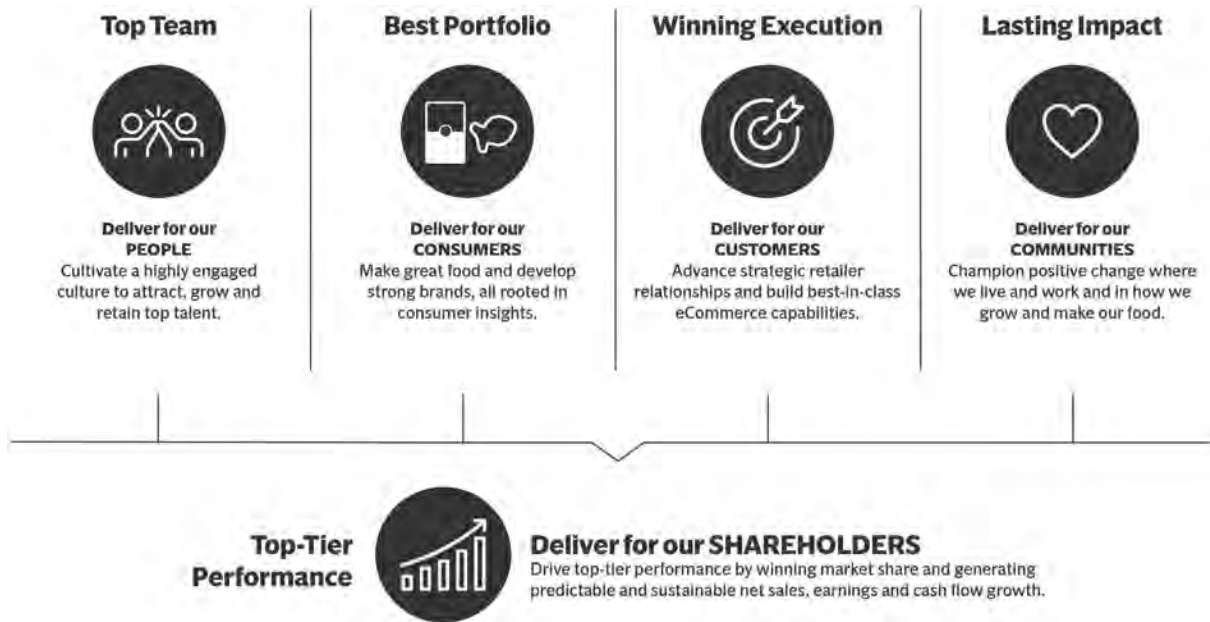 Top Team
Deliver for our
PEOPLE
Cultivate a highly engaged
culture to attract, grow and
retain top talent.
Best Portfolio
Deliver for our
CONSUMERS
Make great food and develop
strong brands, all rooted in
consumer insights.
Winning Execution
Deliver for our
CUSTOMERS
Advance strategic retailer
relationships and build best-in-class
eCommerce capabilities.
Lasting Impact
Deliver for our
COMMUNITIES
Champion positive change where
we live and work and in how we
grow and make our food.
Top-Tier
Performance
Deliver for our SHAREHOLDERS
Drive top-tier performance by winning market share and generating
predictable and sustainable net sales, earnings and cash flow growth.